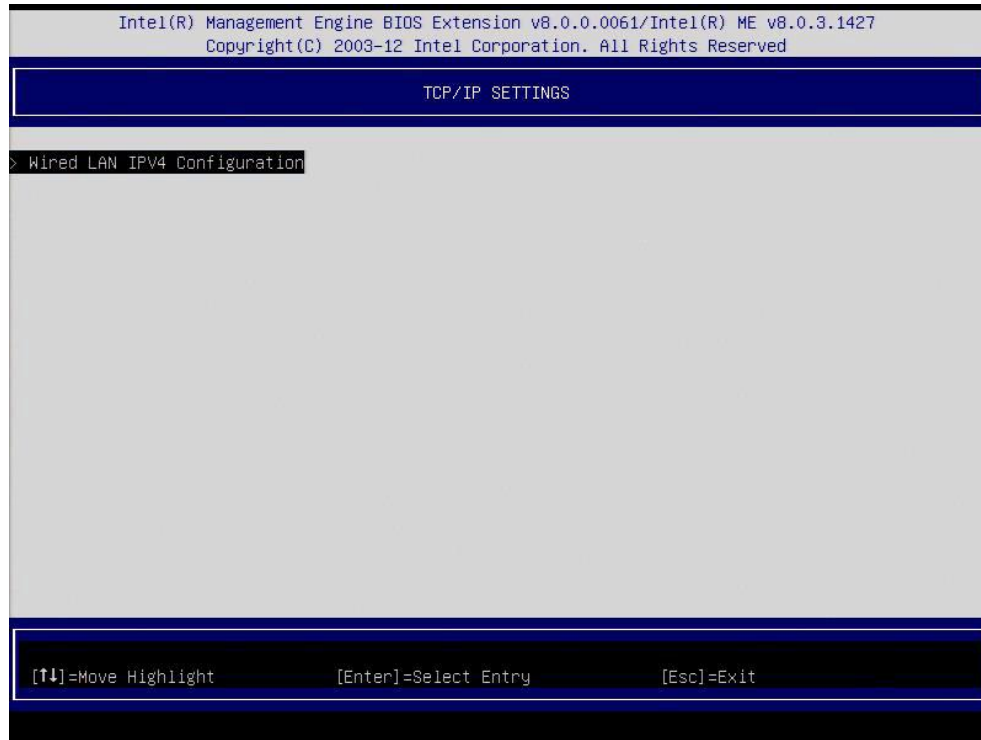 Intel(R) Management Engine BIOS Extension v8.0.0.0061/Intel(R) ME v8.0.3.1427
Copyright(C) 2003-12 Intel Corporation. All Rights Reserved
TCP/IP SETTINGS
> Wired LAN IPV4 Configuration
[↑↓]=Move Highlight [Enter]=Select Entry [Esc]=Exit